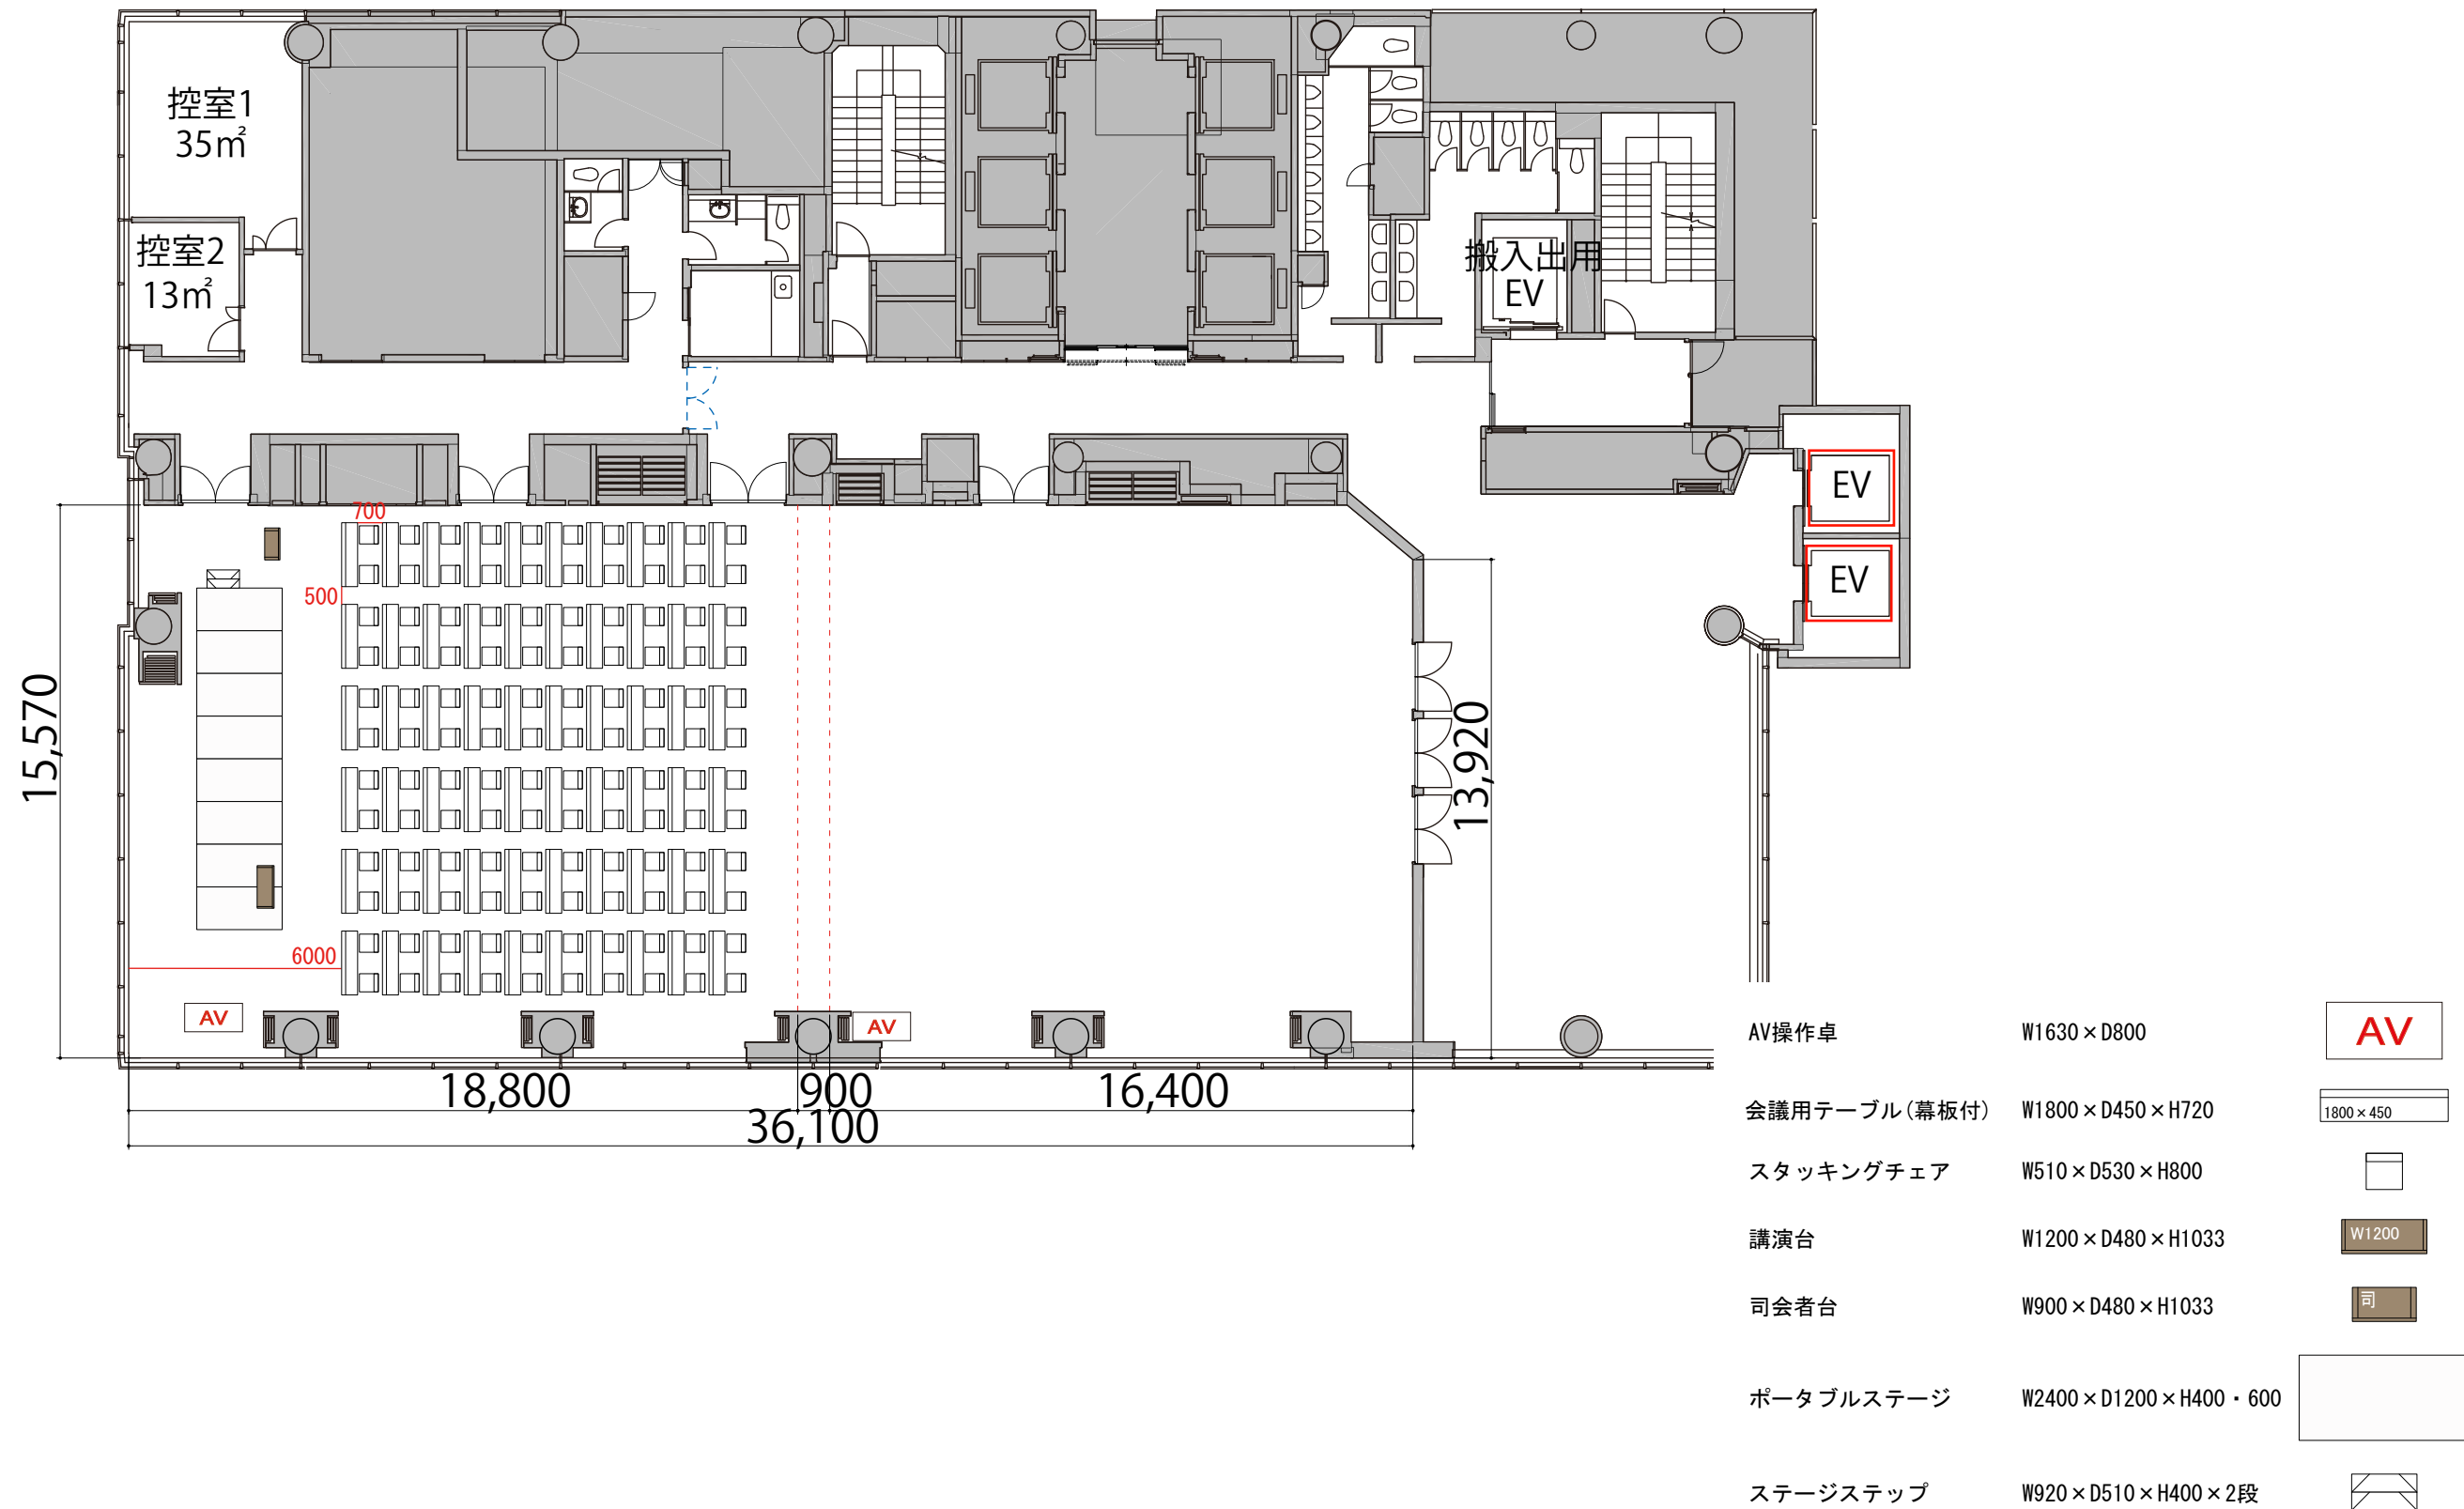 控室1
35㎡
控室2
13㎡
搬入出用
EV
EV
EV
700
500
6000
15,570
13,920
AV
AV
18,800
900
16,400
36,100
AV操作卓 W1630×D800 AV
会議用テーブル(幕板付) W1800×D450×H720 1800×450
スタッキングチェア W510×D530×H800
講演台 W1200×D480×H1033 W1200
司会者台 W900×D480×H1033 司
ポータブルステージ W2400×D1200×H400・600
ステージステップ W920×D510×H400×2段